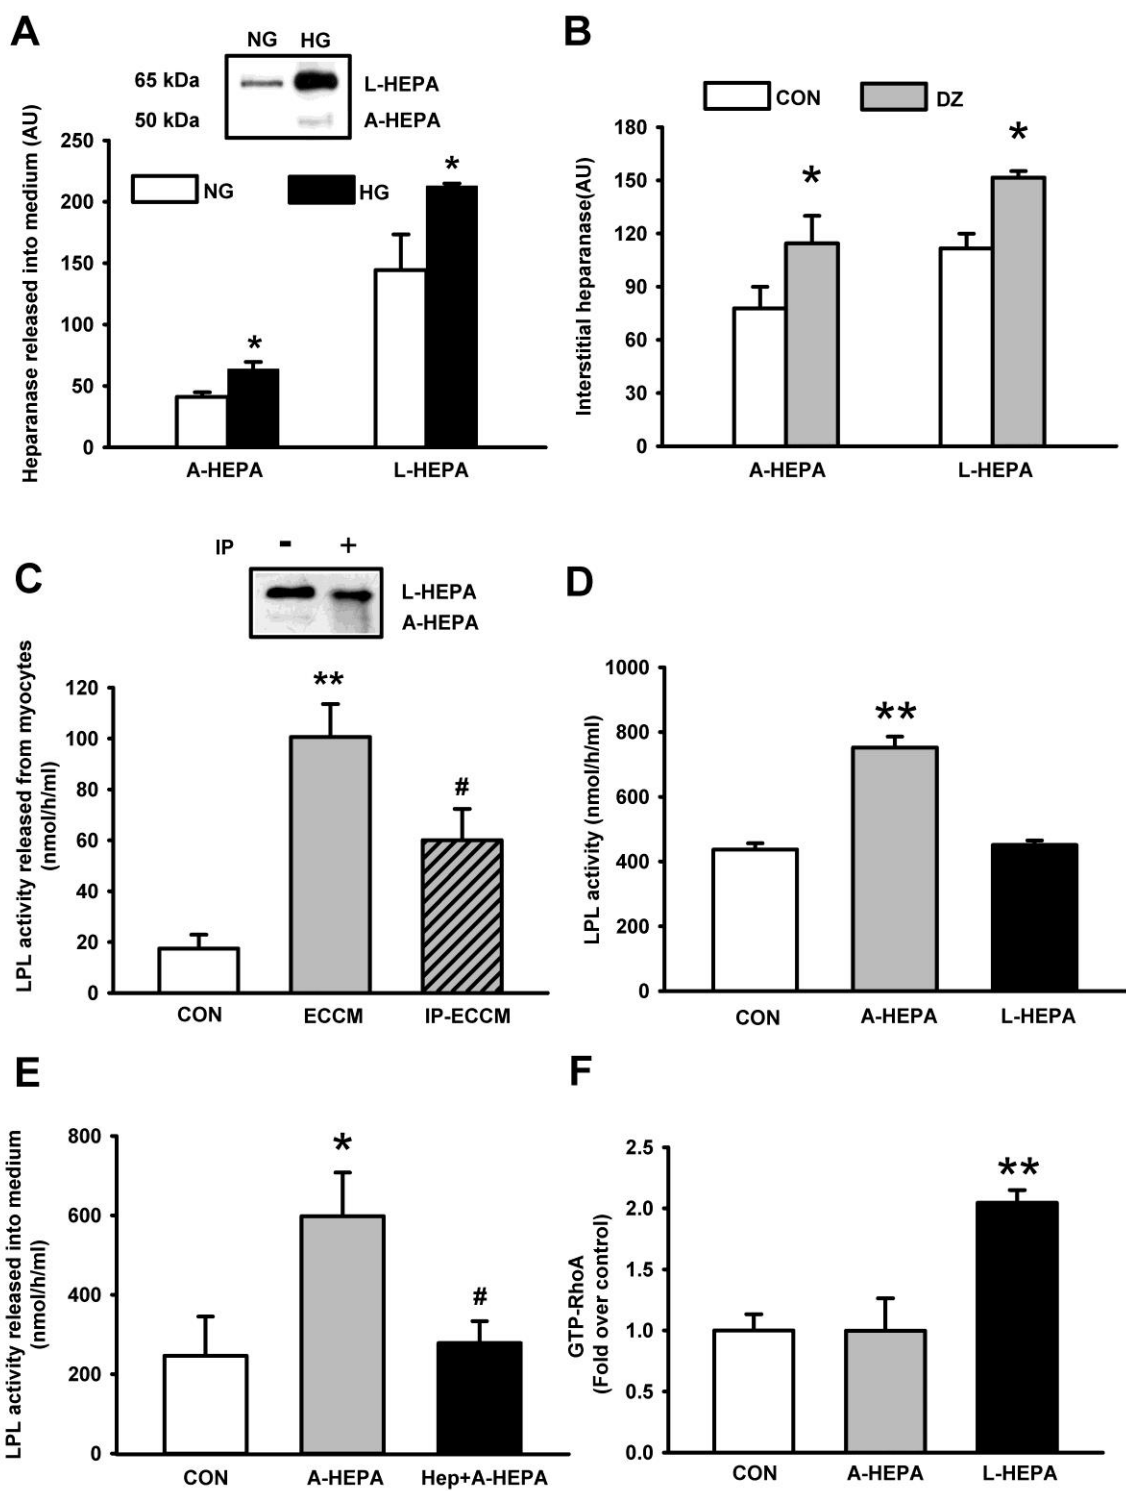 A
NG HG
65 kDa L-HEPA
50 kDa A-HEPA
Heparanase released into medium (AU)
250
200
150
100
50
0
NG HG
*
*
A-HEPA L-HEPA
B
CON DZ
Interstitial heparanase(AU)
180
150
120
90
60
30
0
*
*
A-HEPA L-HEPA
C
IP - +
L-HEPA
A-HEPA
LPL activity released from myocytes
(nmol/h/ml)
120
100
80
60
40
20
0
**
#
CON ECCM IP-ECCM
D
LPL activity (nmol/h/ml)
1000
800
600
400
200
0
**
CON A-HEPA L-HEPA
E
LPL activity released into medium
(nmol/h/ml)
800
600
400
200
0
*
#
CON A-HEPA Hep+A-HEPA
F
GTP-RhoA
(Fold over control)
2.5
2.0
1.5
1.0
0.5
0.0
**
CON A-HEPA L-HEPA